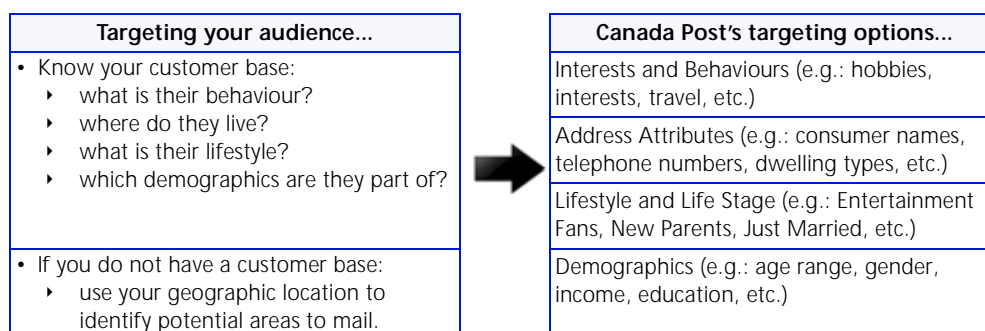 Targeting your audience...
• Know your customer base:
‣ what is their behaviour?
‣ where do they live?
‣ what is their lifestyle?
‣ which demographics are they part of?
• If you do not have a customer base:
‣ use your geographic location to
identify potential areas to mail.
Canada Post’s targeting options...
Interests and Behaviours (e.g.: hobbies,
interests, travel, etc.)
Address Attributes (e.g.: consumer names,
telephone numbers, dwelling types, etc.)
Lifestyle and Life Stage (e.g.: Entertainment
Fans, New Parents, Just Married, etc.)
Demographics (e.g.: age range, gender,
income, education, etc.)